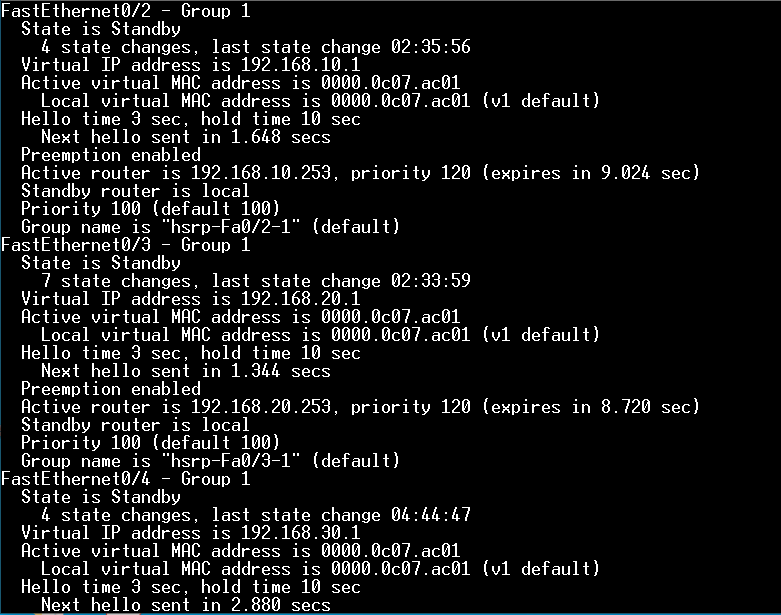 FastEthernet0/2 - Group 1
  State is Standby
    4 state changes, last state change 02:35:56
  Virtual IP address is 192.168.10.1
  Active virtual MAC address is 0000.0c07.ac01
    Local virtual MAC address is 0000.0c07.ac01 (v1 default)
  Hello time 3 sec, hold time 10 sec
    Next hello sent in 1.648 secs
  Preemption enabled
  Active router is 192.168.10.253, priority 120 (expires in 9.024 sec)
  Standby router is local
  Priority 100 (default 100)
  Group name is "hsrp-Fa0/2-1" (default)
FastEthernet0/3 - Group 1
  State is Standby
    7 state changes, last state change 02:33:59
  Virtual IP address is 192.168.20.1
  Active virtual MAC address is 0000.0c07.ac01
    Local virtual MAC address is 0000.0c07.ac01 (v1 default)
  Hello time 3 sec, hold time 10 sec
    Next hello sent in 1.344 secs
  Preemption enabled
  Active router is 192.168.20.253, priority 120 (expires in 8.720 sec)
  Standby router is local
  Priority 100 (default 100)
  Group name is "hsrp-Fa0/3-1" (default)
FastEthernet0/4 - Group 1
  State is Standby
    4 state changes, last state change 04:44:47
  Virtual IP address is 192.168.30.1
  Active virtual MAC address is 0000.0c07.ac01
    Local virtual MAC address is 0000.0c07.ac01 (v1 default)
  Hello time 3 sec, hold time 10 sec
    Next hello sent in 2.880 secs